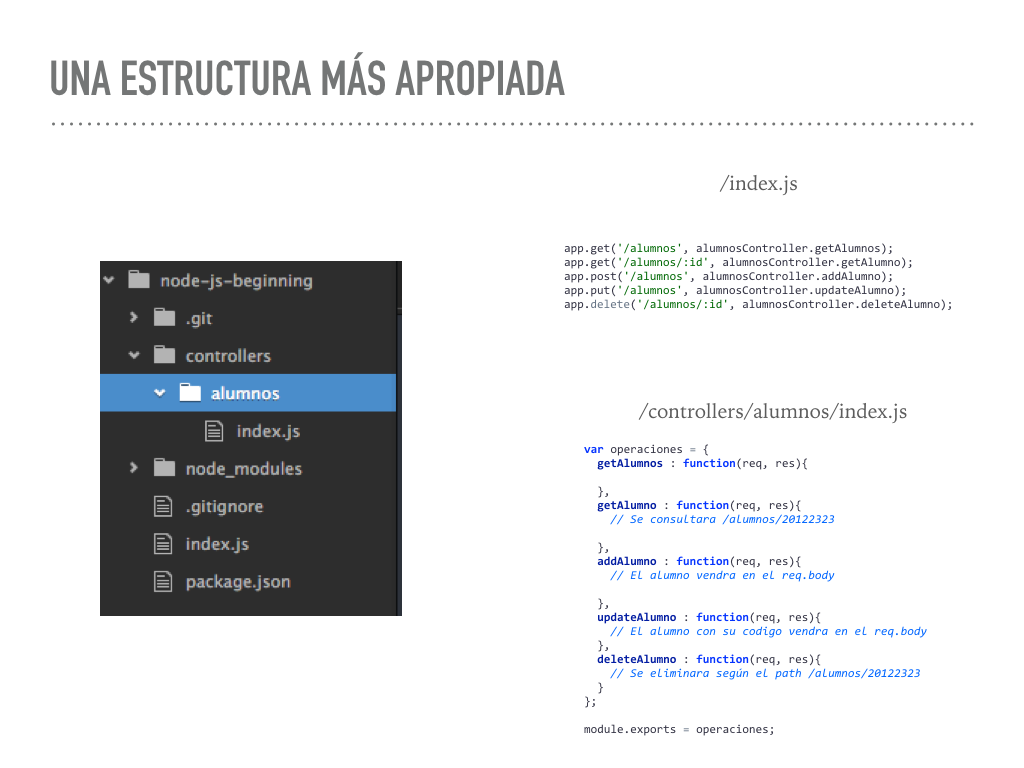 UNA ESTRUCTURA MÁS APROPIADA
node-js-beginning
.git
controllers
alumnos
index.js
node_modules
.gitignore
index.js
package.json
/index.js
app.get('/alumnos', alumnosController.getAlumnos);
app.get('/alumnos/:id', alumnosController.getAlumno);
app.post('/alumnos', alumnosController.addAlumno);
app.put('/alumnos', alumnosController.updateAlumno);
app.delete('/alumnos/:id', alumnosController.deleteAlumno);
/controllers/alumnos/index.js
var operaciones = {
getAlumnos : function(req, res){
},
getAlumno : function(req, res){
// Se consultara /alumnos/20122323
},
addAlumno : function(req, res){
// El alumno vendra en el req.body
},
updateAlumno : function(req, res){
// El alumno con su codigo vendra en el req.body
},
deleteAlumno : function(req, res){
// Se eliminara según el path /alumnos/20122323
}
};
module.exports = operaciones;